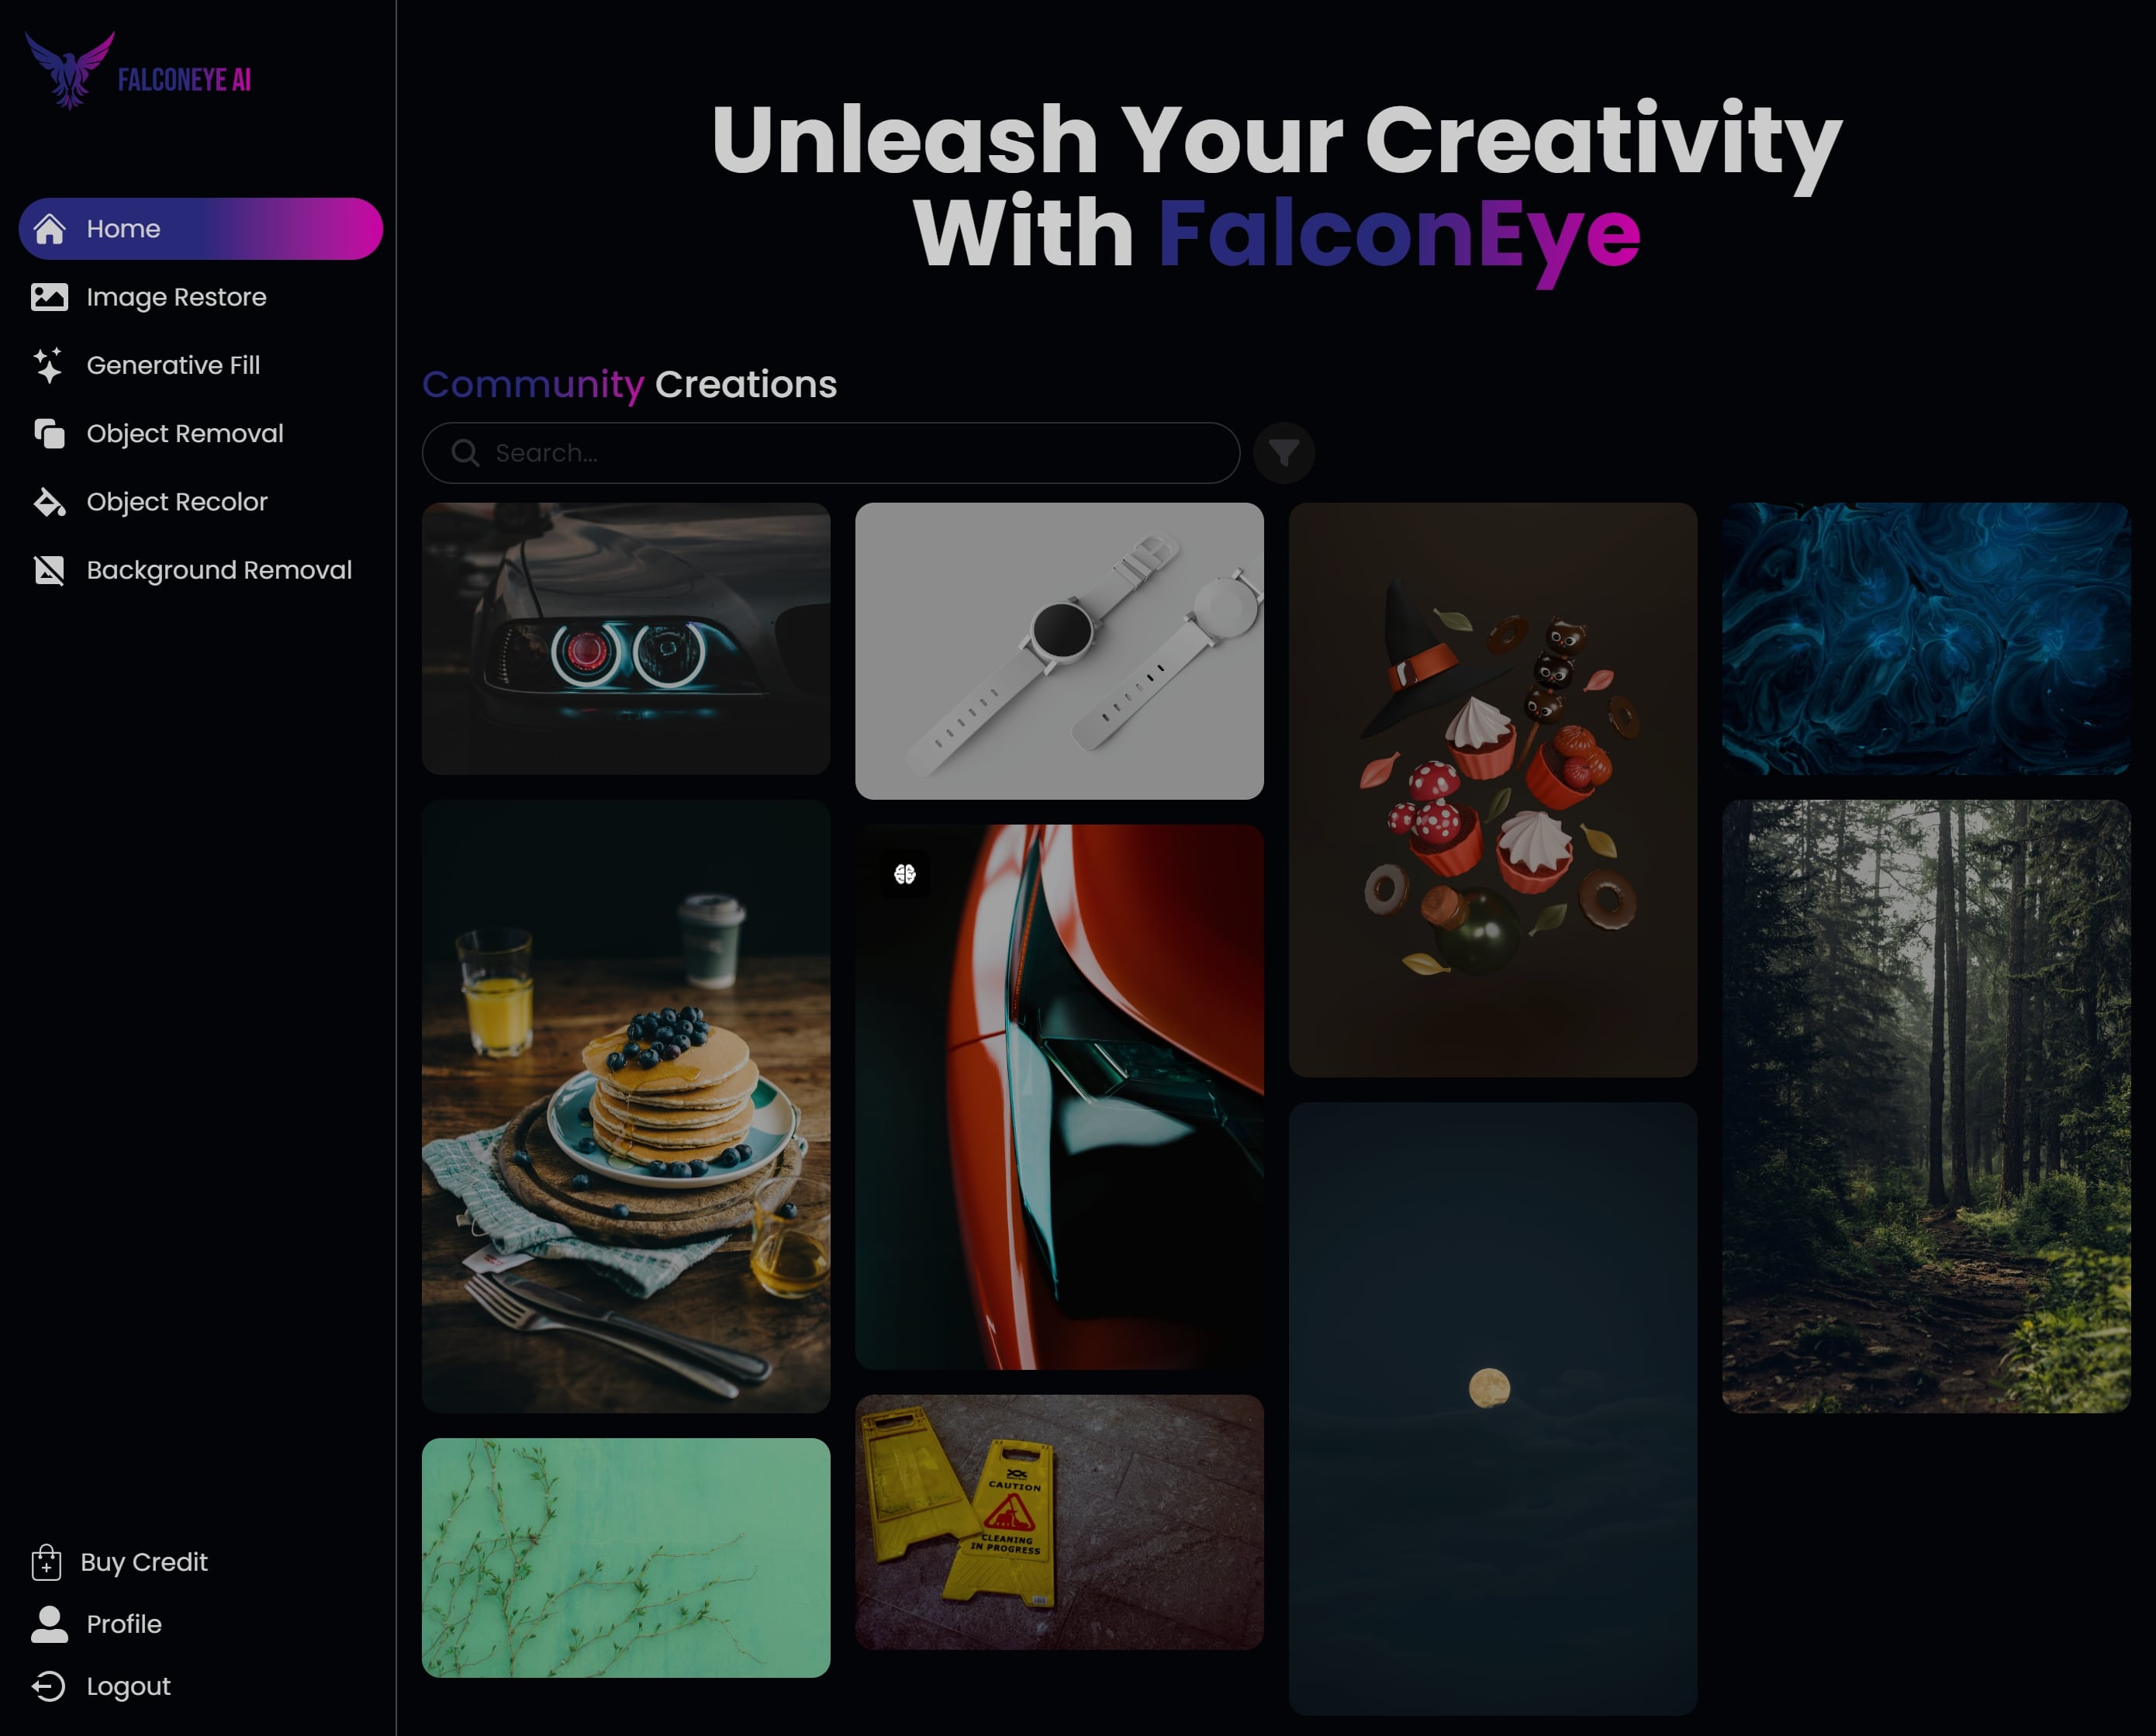 FALCONEYE AI
Home
Image Restore
Generative Fill
Object Removal
Object Recolor
Background Removal
Buy Credit
Profile
Logout
Unleash Your Creativity
With FalconEye
Community Creations
Search...
CAUTION
CLEANING
IN PROGRESS